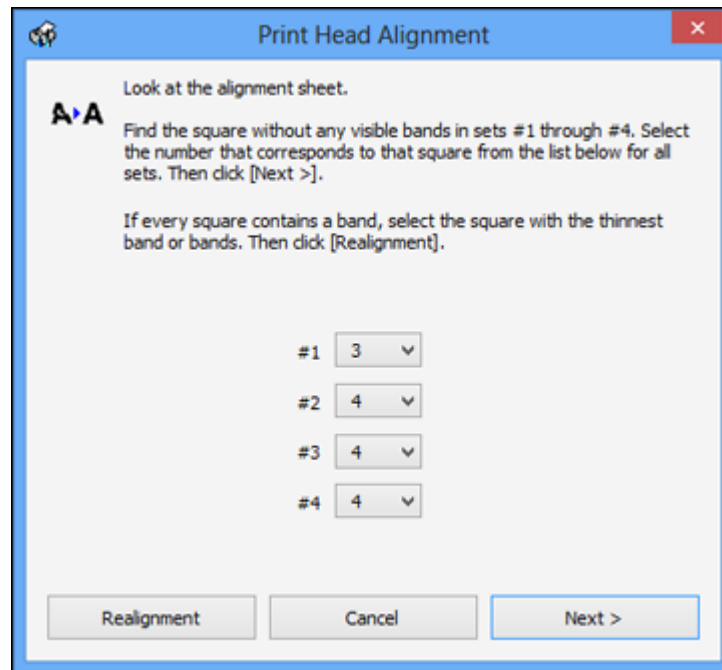 Print Head Alignment
Look at the alignment sheet.
A A
Find the square without any visible bands in sets #1 through #4. Select
the number that corresponds to that square from the list below for all
sets. Then click [Next >].
If every square contains a band, select the square with the thinnest
band or bands. Then click [Realignment].
#1 3
#2 4
#3 4
#4 4
Realignment Cancel Next >